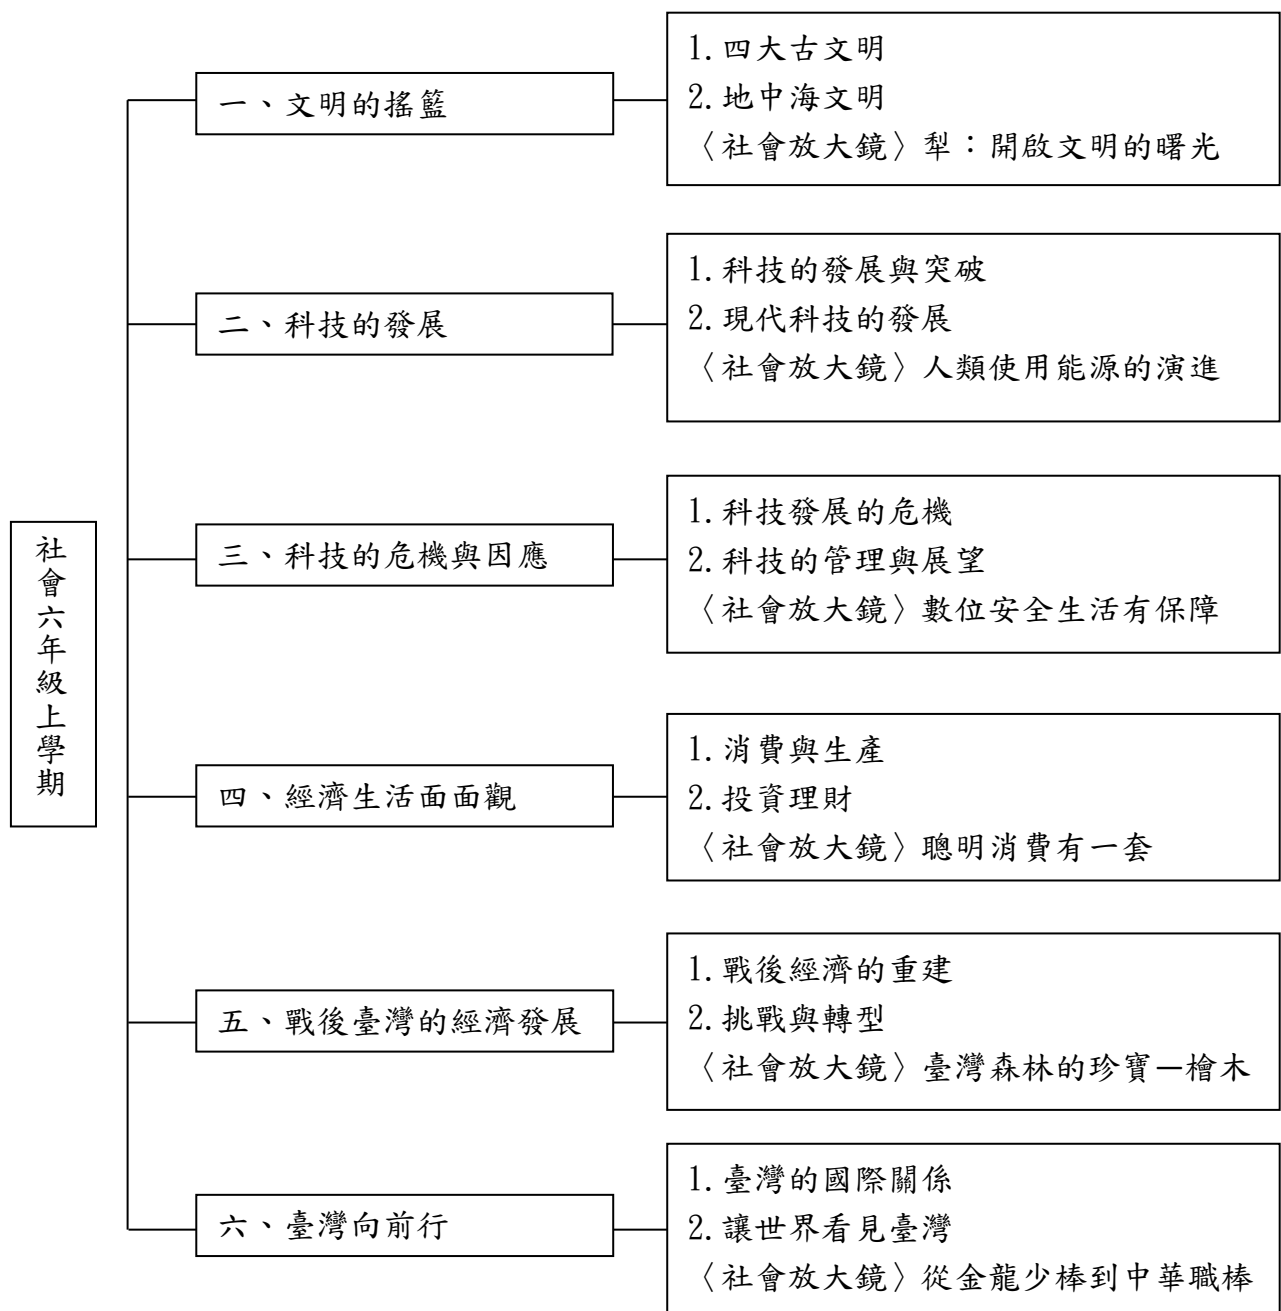 社會六年級上學期
一、文明的搖籃
1.四大古文明
2.地中海文明
〈社會放大鏡〉犁：開啟文明的曙光
二、科技的發展
1.科技的發展與突破
2.現代科技的發展
〈社會放大鏡〉人類使用能源的演進
三、科技的危機與因應
1.科技發展的危機
2.科技的管理與展望
〈社會放大鏡〉數位安全生活有保障
四、經濟生活面面觀
1.消費與生產
2.投資理財
〈社會放大鏡〉聰明消費有一套
五、戰後臺灣的經濟發展
1.戰後經濟的重建
2.挑戰與轉型
〈社會放大鏡〉臺灣森林的珍寶—檜木
六、臺灣向前行
1.臺灣的國際關係
2.讓世界看見臺灣
〈社會放大鏡〉從金龍少棒到中華職棒